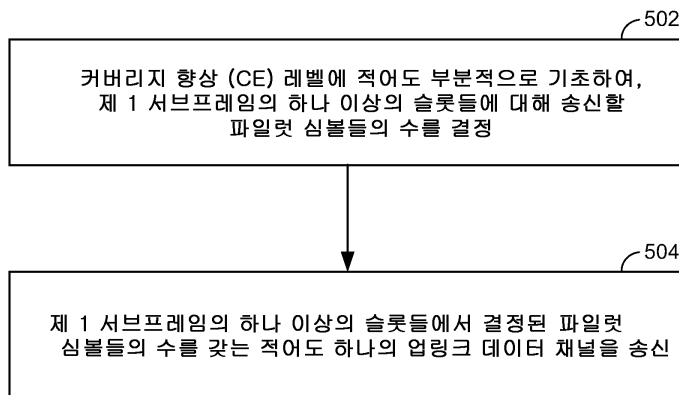 502
커버리지 향상 (CE) 레벨에 적어도 부분적으로 기초하여,
제 1 서브프레임의 하나 이상의 슬롯들에 대해 송신할
파일럿 심볼들의 수를 결정
504
제 1 서브프레임의 하나 이상의 슬롯들에서 결정된 파일럿
심볼들의 수를 갖는 적어도 하나의 업링크 데이터 채널을 송신